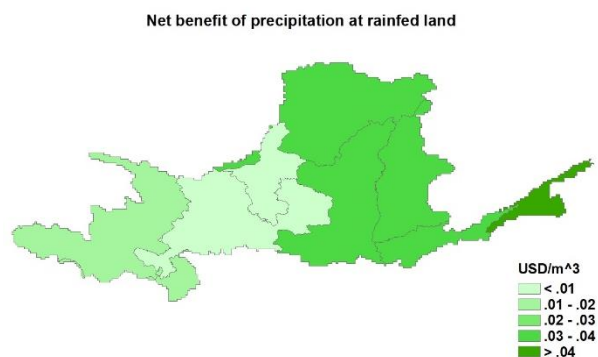 Net benefit of precipitation at rainfed land
USD/m^3
< .01
.01 - .02
.02 - .03
.03 - .04
> .04